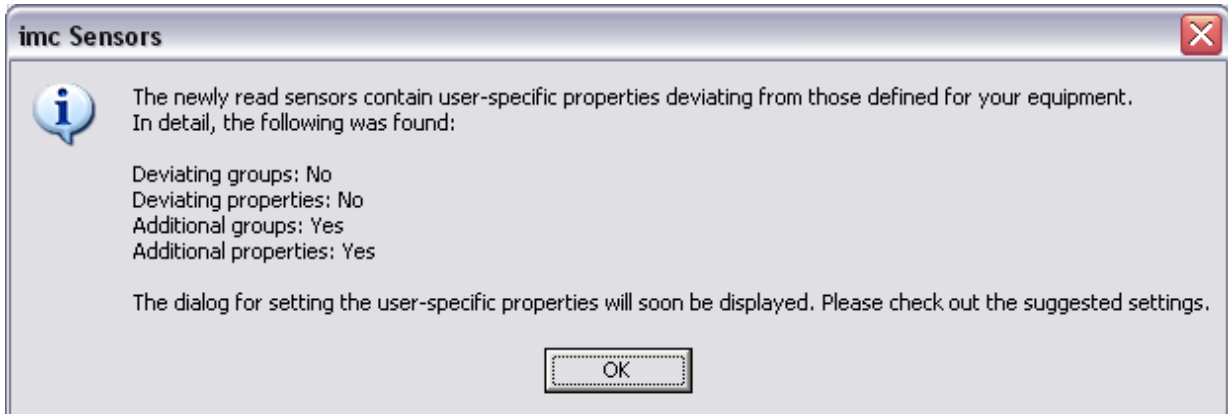 imc Sensors
The newly read sensors contain user-specific properties deviating from those defined for your equipment.
In detail, the following was found:
Deviating groups: No
Deviating properties: No
Additional groups: Yes
Additional properties: Yes
The dialog for setting the user-specific properties will soon be displayed. Please check out the suggested settings.
OK